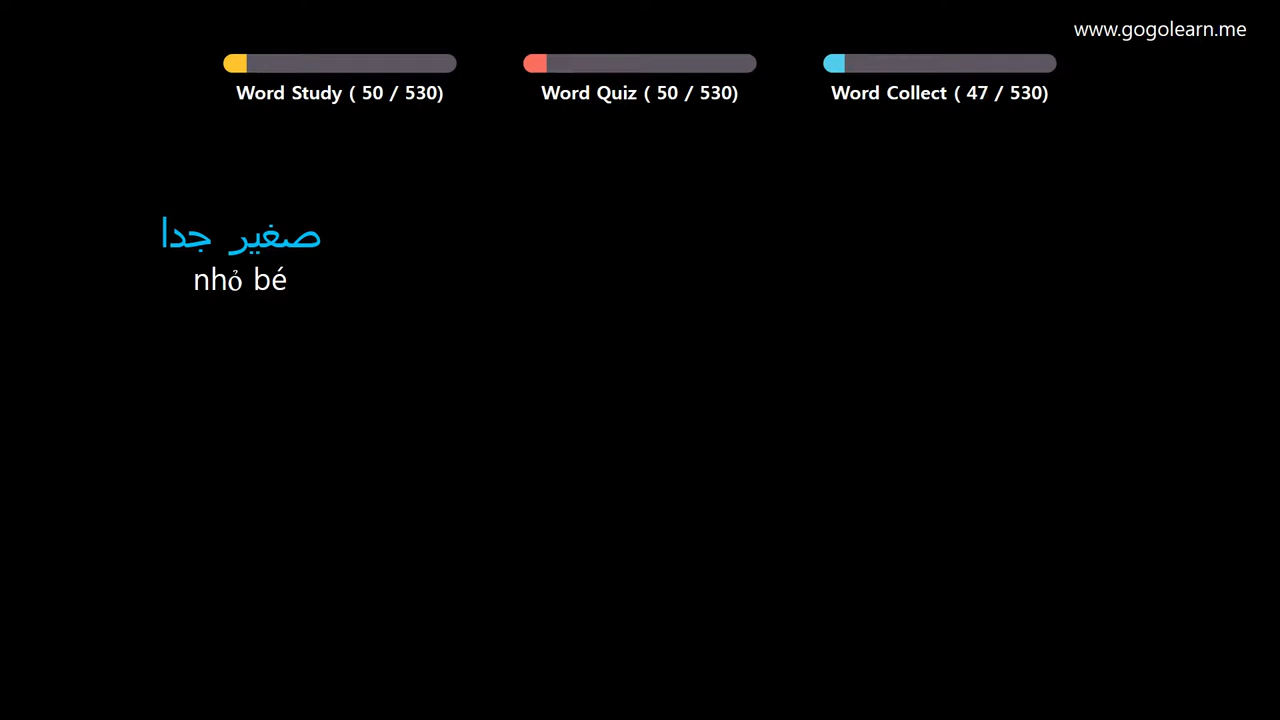 www.gogolearn.me
Word Study ( 50 / 530)
Word Quiz ( 50 / 530)
Word Collect ( 47 / 530)
صغير جدا
nhỏ bé